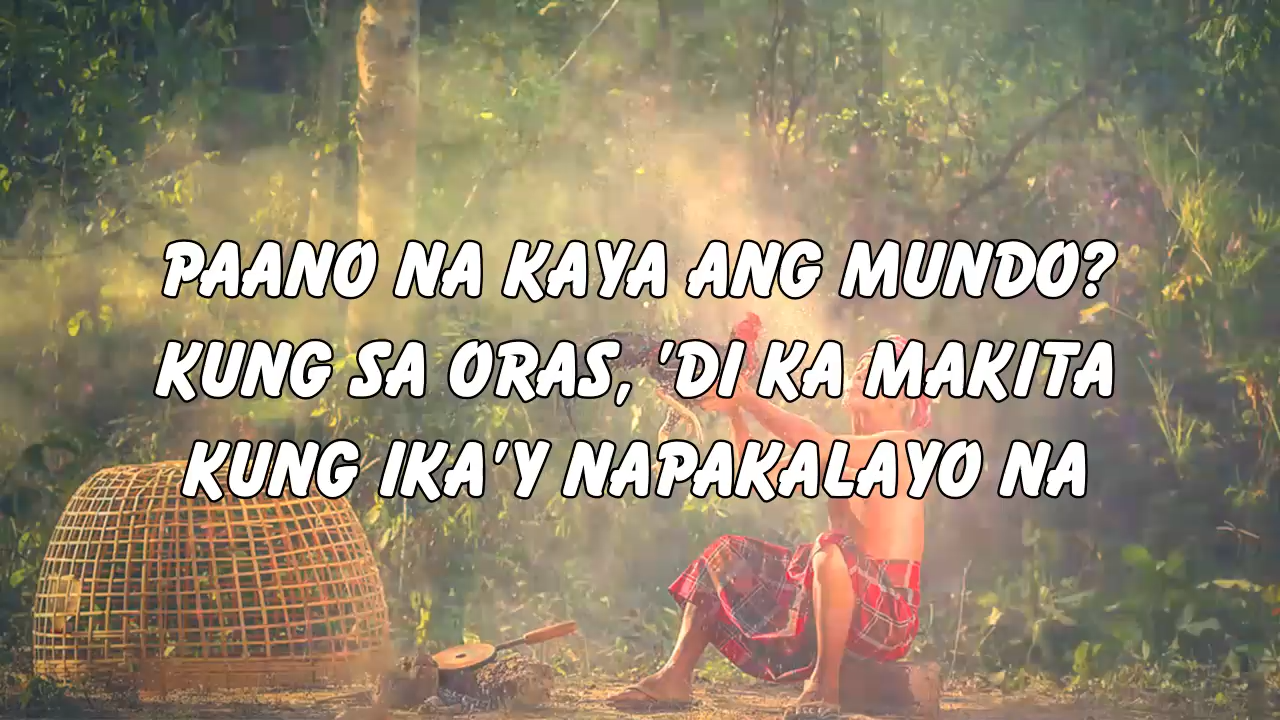 PAANO NA KAYA ANG MUNDO?
KUNG SA ORAS, 'DI KA MAKITA
KUNG IKA'Y NAPAKALAYO NA